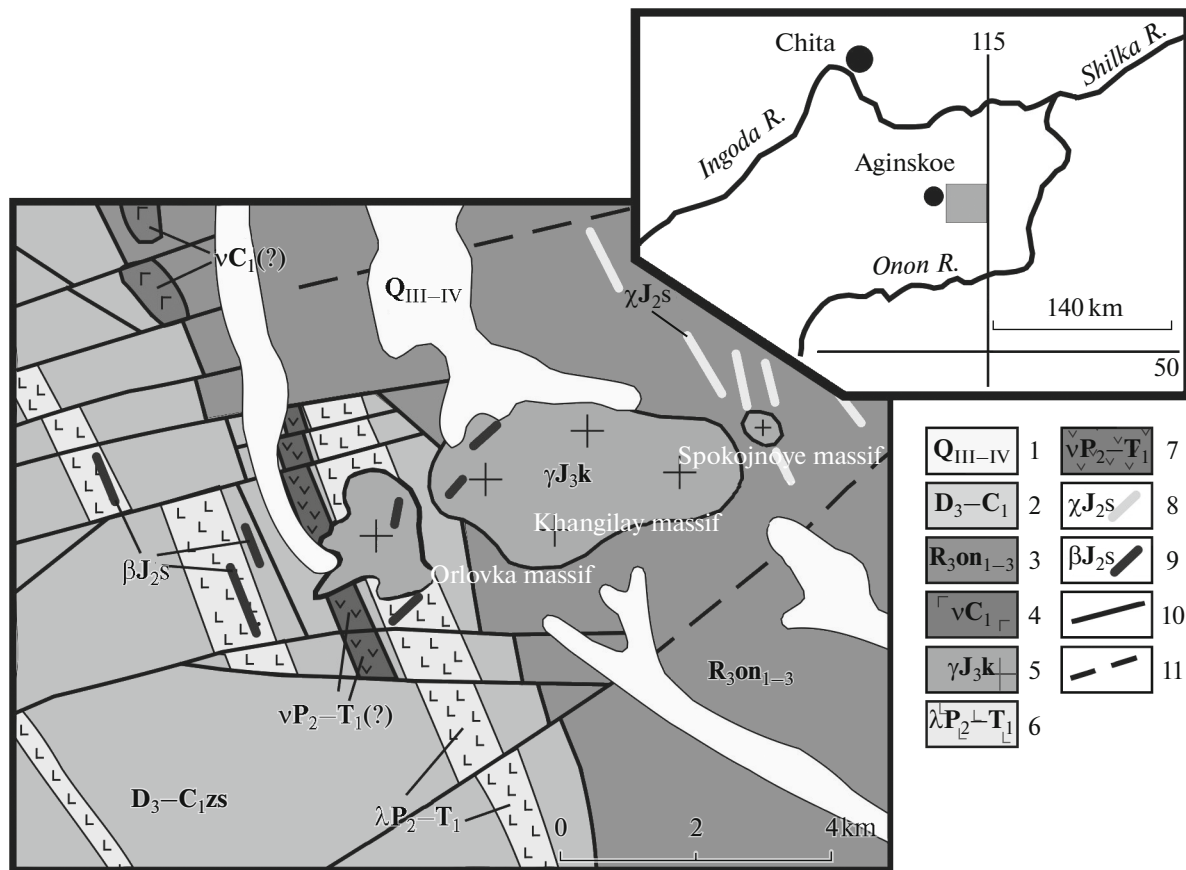 Chita
115
Shilka R.
Ingoda R.
Aginskoe
Onon R.
140 km
50
νC₁(?)
Q_III–IV
χJ₂s
Spokojnoye massif
γJ₃k
Khangilay massif
Orlovka massif
βJ₂s
R₃on₁₋₃
νP₂–T₁(?)
D₃–C₁zs
λP₂–T₁
0 2 4 km
Q_III–IV 1
D₃–C₁ 2
R₃on₁₋₃ 3
νC₁ 4
γJ₃k 5
λP₂–T₁ 6
νP₂–T₁ 7
χJ₂s 8
βJ₂s 9
10
11